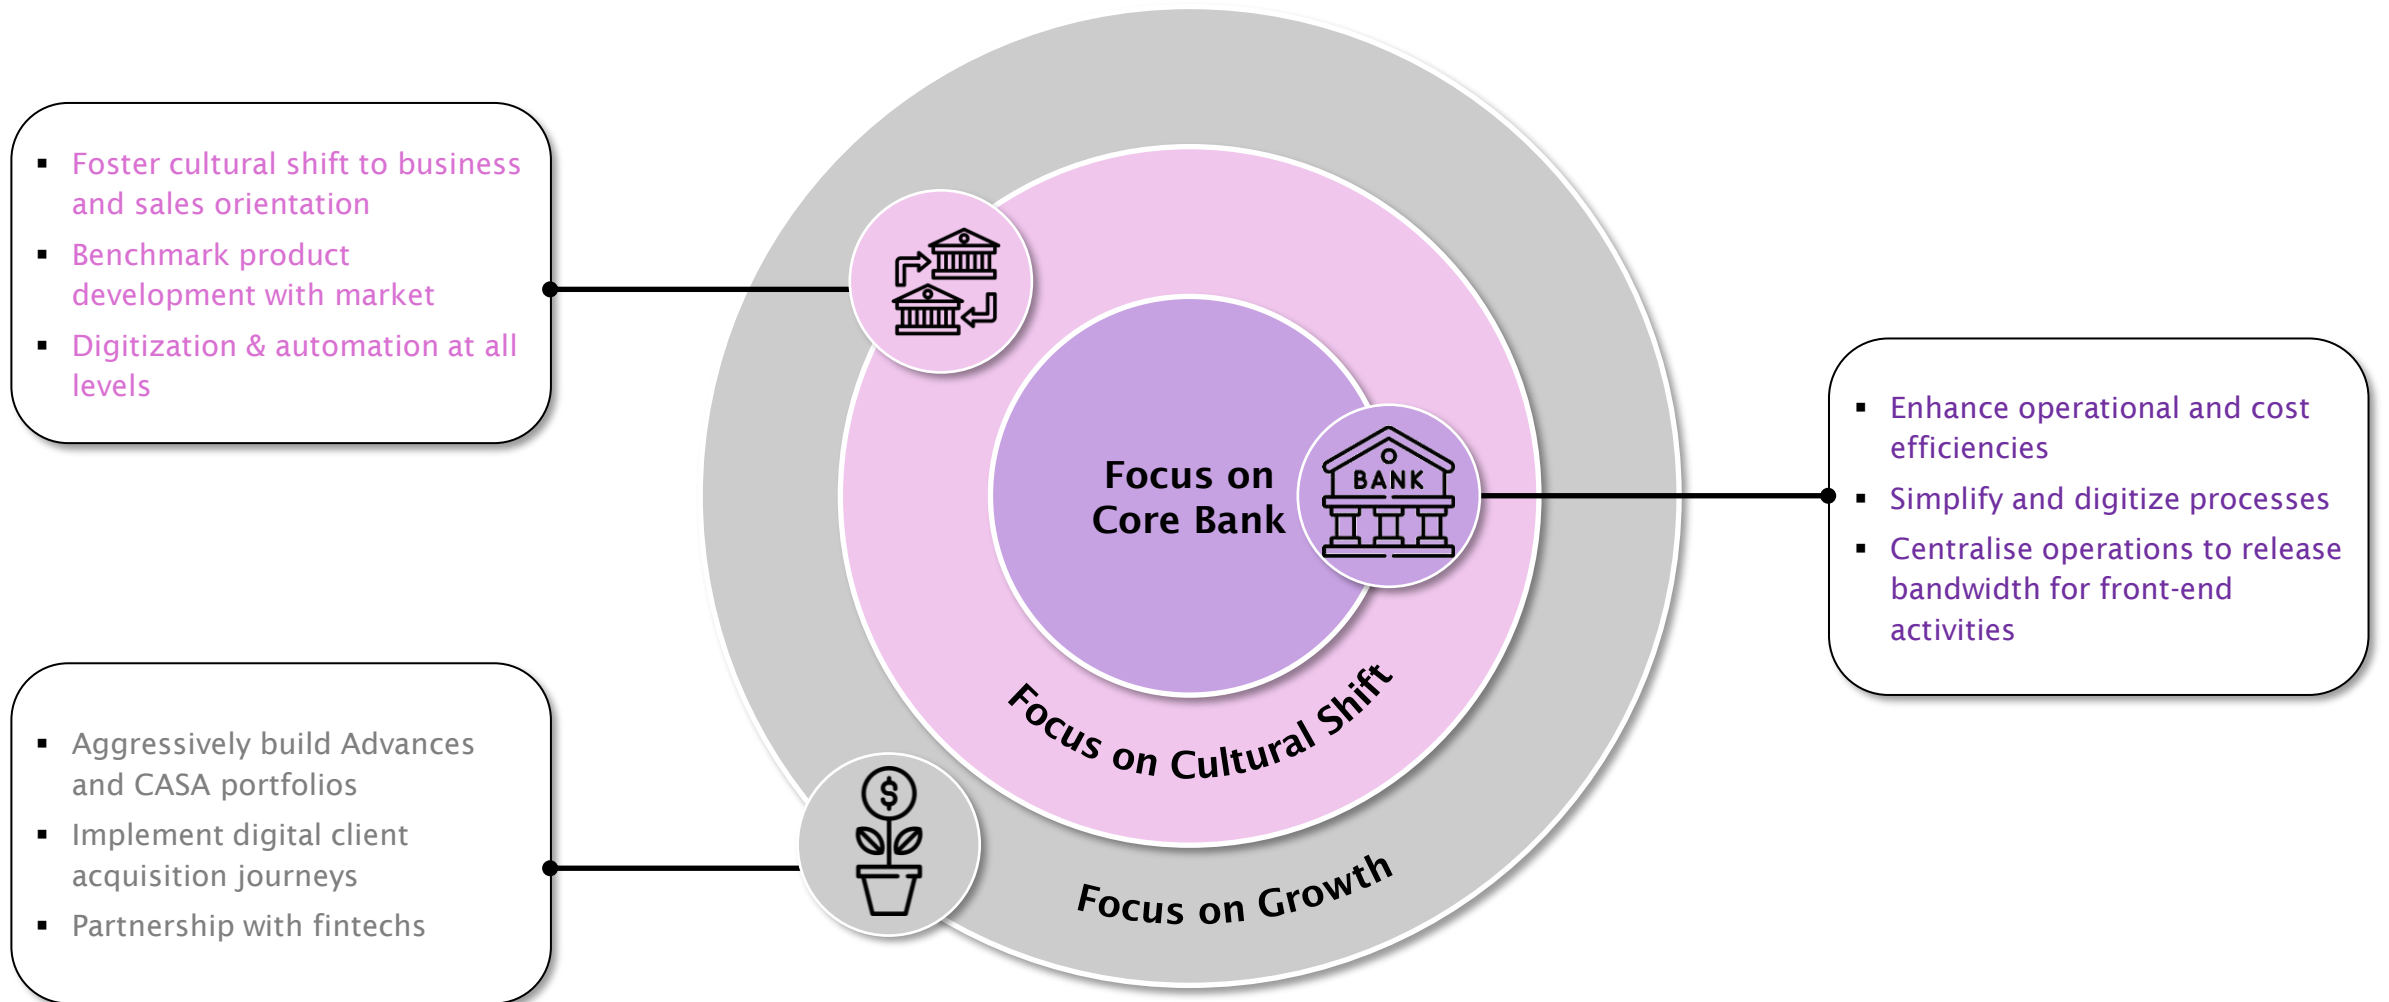 ▪ Foster cultural shift to business
and sales orientation
▪ Benchmark product
development with market
▪ Digitization & automation at all
levels
Focus on
Core Bank
BANK
▪ Enhance operational and cost
efficiencies
▪ Simplify and digitize processes
▪ Centralise operations to release
bandwidth for front-end
activities
Focus on Cultural Shift
▪ Aggressively build Advances
and CASA portfolios
▪ Implement digital client
acquisition journeys
▪ Partnership with fintechs
$
Focus on Growth